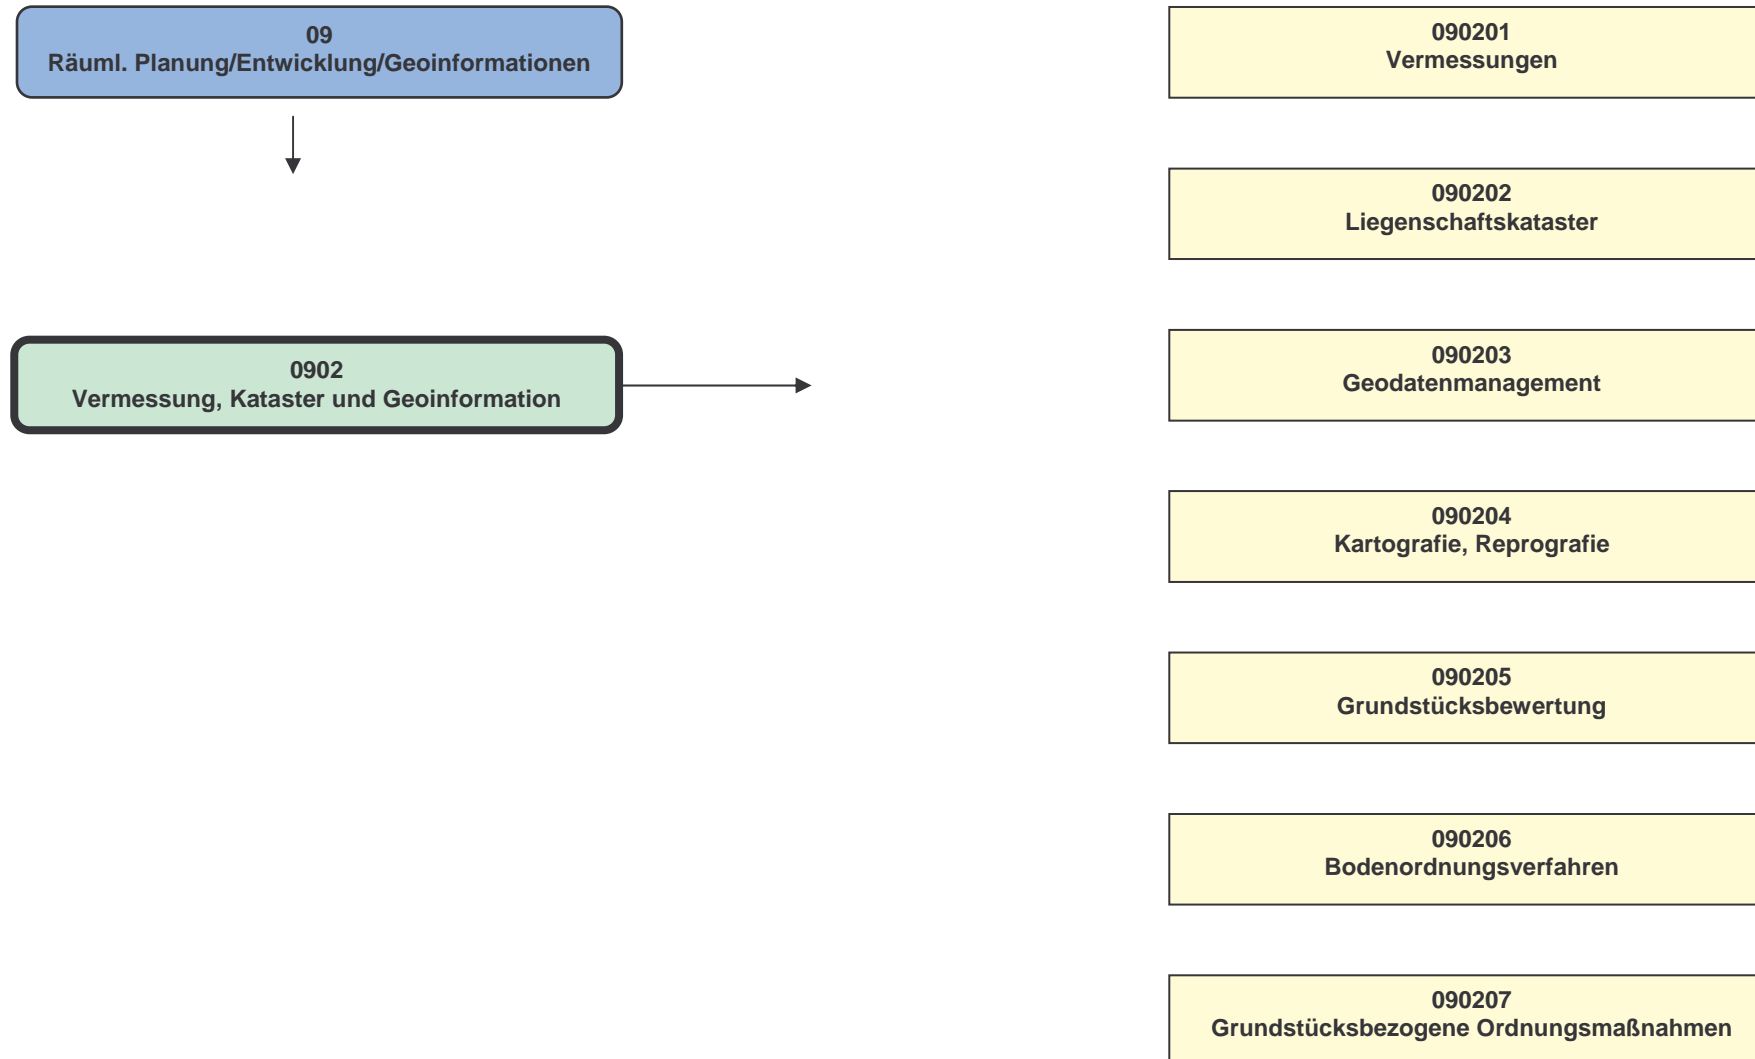 09
Räuml. Planung/Entwicklung/Geoinformationen
0902
Vermessung, Kataster und Geoinformation
090201
Vermessungen
090202
Liegenschaftskataster
090203
Geodatenmanagement
090204
Kartografie, Reprografie
090205
Grundstücksbewertung
090206
Bodenordnungsverfahren
090207
Grundstücksbezogene Ordnungsmaßnahmen